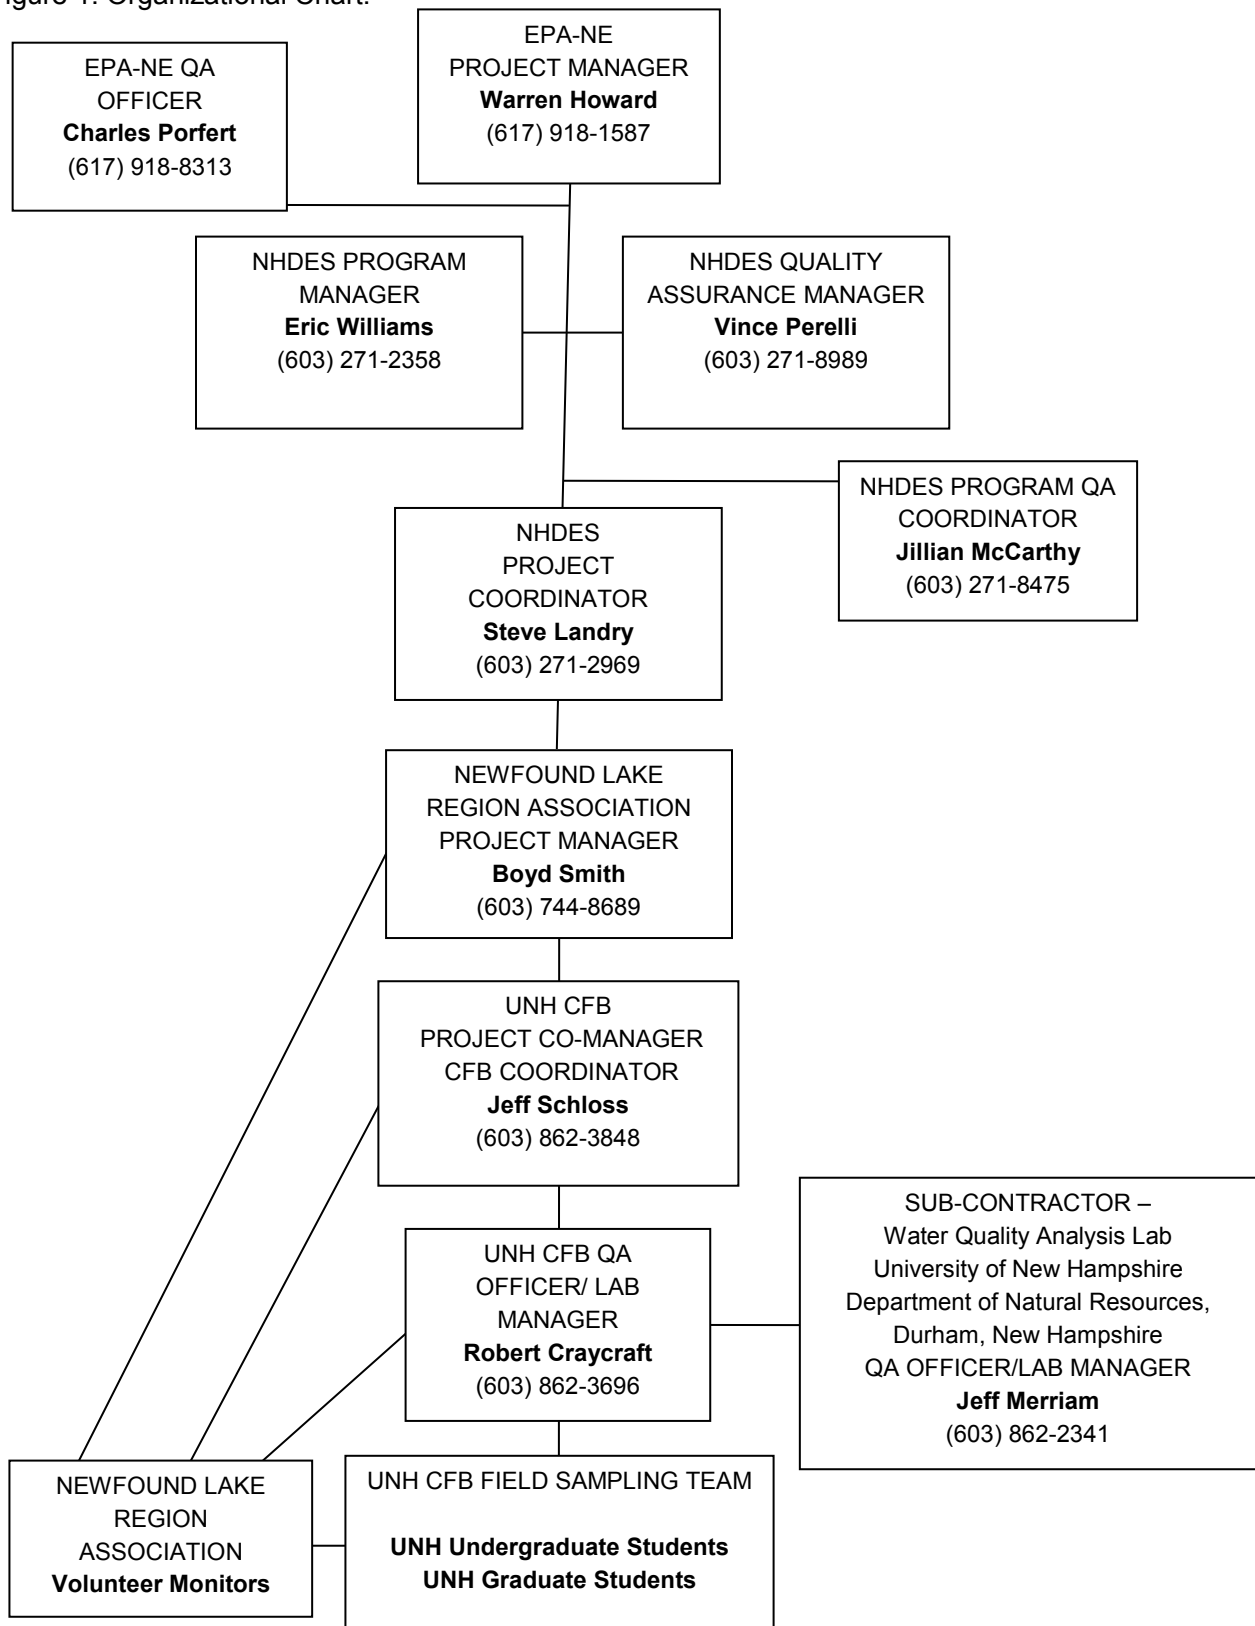 Figure 1. Organizational Chart.
EPA-NE QA
OFFICER
Charles Porfert
(617) 918-8313
EPA-NE
PROJECT MANAGER
Warren Howard
(617) 918-1587
NHDES PROGRAM
MANAGER
Eric Williams
(603) 271-2358
NHDES QUALITY
ASSURANCE MANAGER
Vince Perelli
(603) 271-8989
NHDES PROGRAM QA
COORDINATOR
Jillian McCarthy
(603) 271-8475
NHDES
PROJECT
COORDINATOR
Steve Landry
(603) 271-2969
NEWFOUND LAKE
REGION ASSOCIATION
PROJECT MANAGER
Boyd Smith
(603) 744-8689
UNH CFB
PROJECT CO-MANAGER
CFB COORDINATOR
Jeff Schloss
(603) 862-3848
UNH CFB QA
OFFICER/ LAB
MANAGER
Robert Craycraft
(603) 862-3696
SUB-CONTRACTOR –
Water Quality Analysis Lab
University of New Hampshire
Department of Natural Resources,
Durham, New Hampshire
QA OFFICER/LAB MANAGER
Jeff Merriam
(603) 862-2341
NEWFOUND LAKE
REGION
ASSOCIATION
Volunteer Monitors
UNH CFB FIELD SAMPLING TEAM
UNH Undergraduate Students
UNH Graduate Students